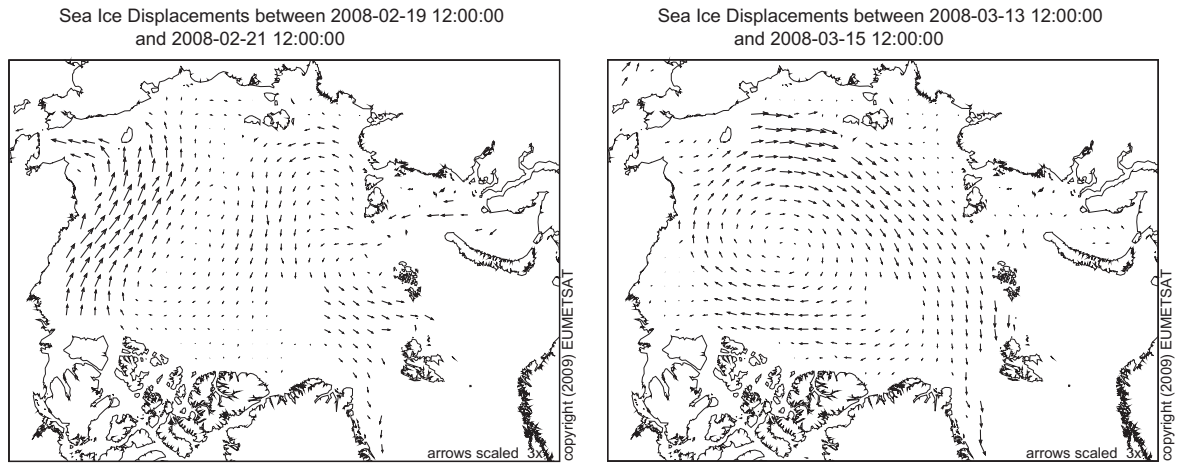 Sea Ice Displacements between 2008-02-19 12:00:00
and 2008-02-21 12:00:00
arrows scaled 3x
copyright (2009) EUMETSAT
Sea Ice Displacements between 2008-03-13 12:00:00
and 2008-03-15 12:00:00
arrows scaled 3x
copyright (2009) EUMETSAT